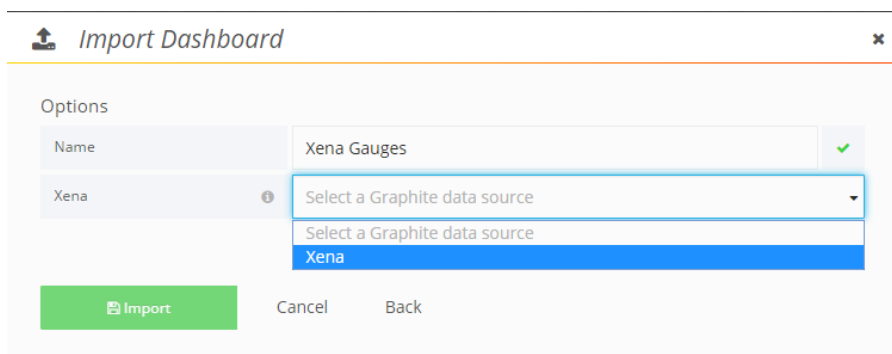 Import Dashboard
Options
Name Xena Gauges
Xena Select a Graphite data source
Select a Graphite data source
Xena
Import Cancel Back